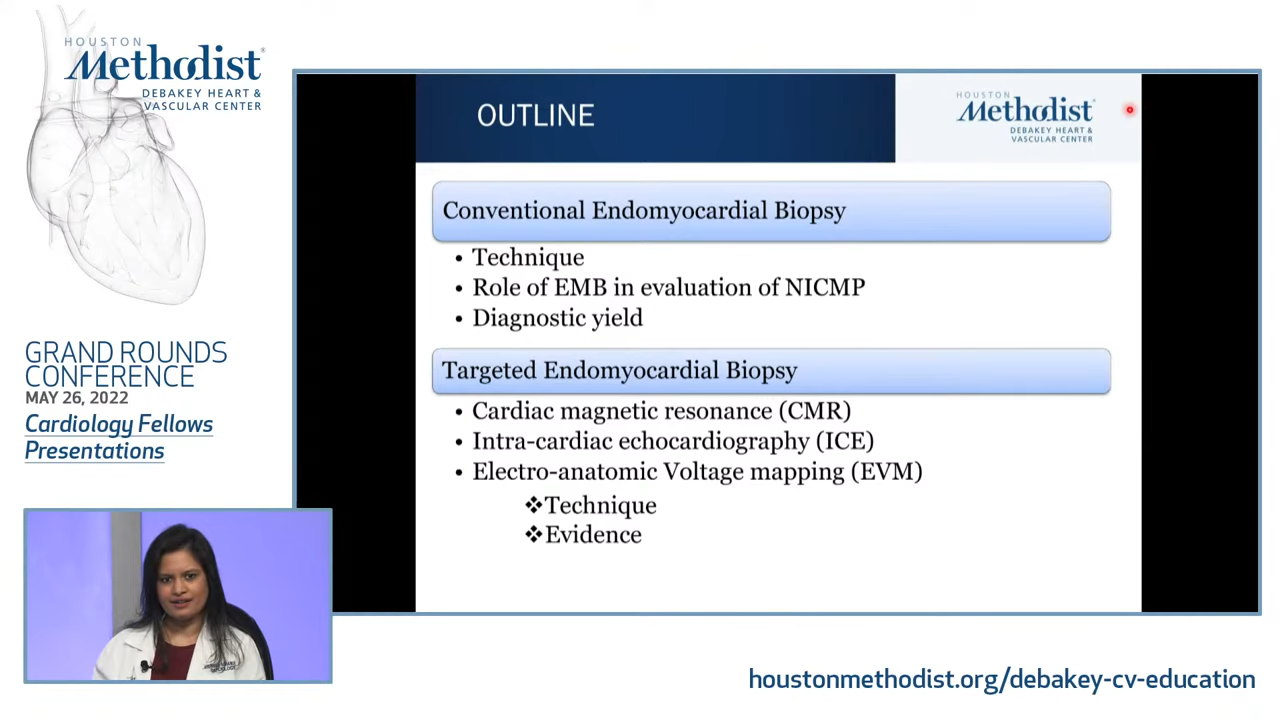 HOUSTON
Methodist®
DEBAKEY HEART &
VASCULAR CENTER
GRAND ROUNDS
CONFERENCE
MAY 26, 2022
Cardiology Fellows
Presentations
OUTLINE
HOUSTON
Methodist
DEBAKEY HEART &
VASCULAR CENTER
Conventional Endomyocardial Biopsy
• Technique
• Role of EMB in evaluation of NICMP
• Diagnostic yield
Targeted Endomyocardial Biopsy
• Cardiac magnetic resonance (CMR)
• Intra-cardiac echocardiography (ICE)
• Electro-anatomic Voltage mapping (EVM)
❖Technique
❖Evidence
houstonmethodist.org/debakey-cv-education